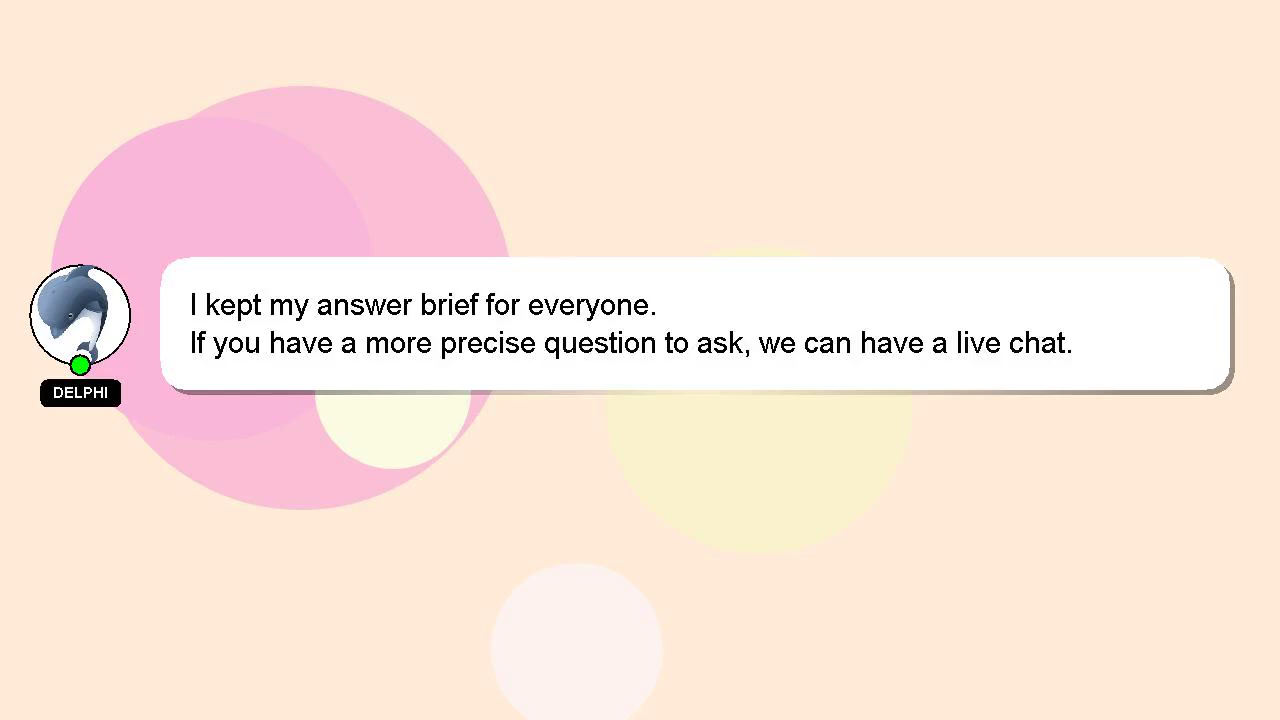 I kept my answer brief for everyone.
If you have a more precise question to ask, we can have a live chat.
DELPHI